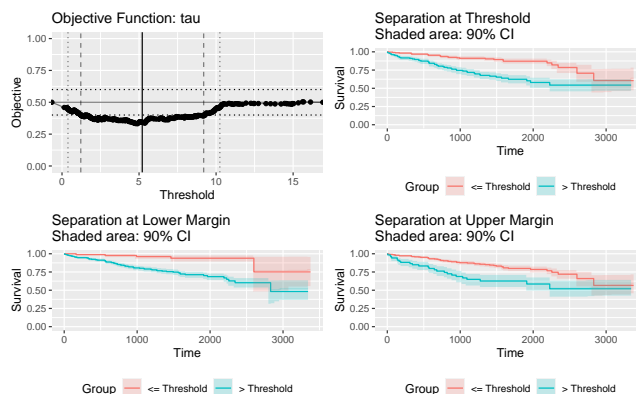 Objective Function: tau
1.00
0.75
0.50
0.25
0.00
Objective
0
5
10
15
Threshold
Separation at Threshold
Shaded area: 90% CI
1.00
0.75
0.50
0.25
0.00
Survival
0
1000
2000
3000
Time
Group
<= Threshold
> Threshold
Separation at Lower Margin
Shaded area: 90% CI
1.00
0.75
0.50
0.25
0.00
Survival
0
1000
2000
3000
Time
Group
<= Threshold
> Threshold
Separation at Upper Margin
Shaded area: 90% CI
1.00
0.75
0.50
0.25
0.00
Survival
0
1000
2000
3000
Time
Group
<= Threshold
> Threshold